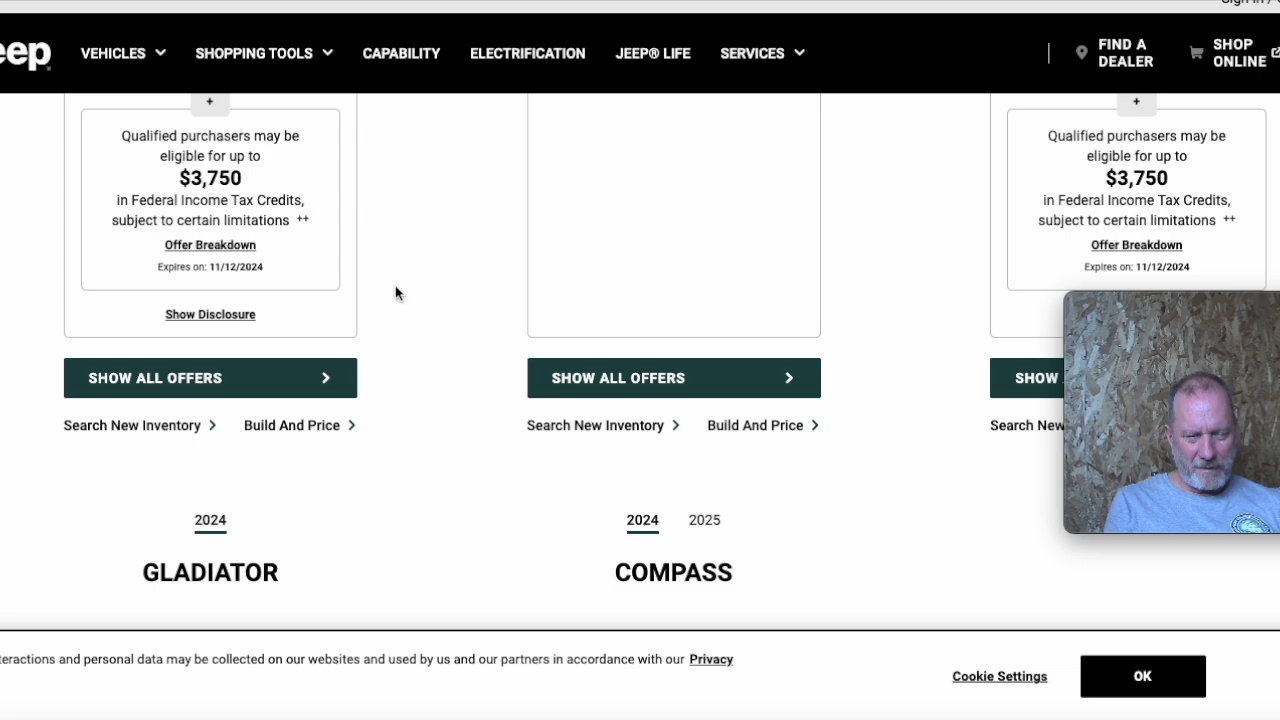 eep
VEHICLES SHOPPING TOOLS CAPABILITY ELECTRIFICATION JEEP® LIFE SERVICES
FIND A DEALER
SHOP ONLINE
+
Qualified purchasers may be
eligible for up to
$3,750
in Federal Income Tax Credits,
subject to certain limitations ++
Offer Breakdown
Expires on: 11/12/2024
Show Disclosure
+
Qualified purchasers may be
eligible for up to
$3,750
in Federal Income Tax Credits,
subject to certain limitations ++
Offer Breakdown
Expires on: 11/12/2024
SHOW ALL OFFERS
SHOW ALL OFFERS
SHOW
Search New Inventory
Build And Price
Search New Inventory
Build And Price
Search New
2024
2024 2025
GLADIATOR
COMPASS
teractions and personal data may be collected on our websites and used by us and our partners in accordance with our Privacy
Cookie Settings
OK